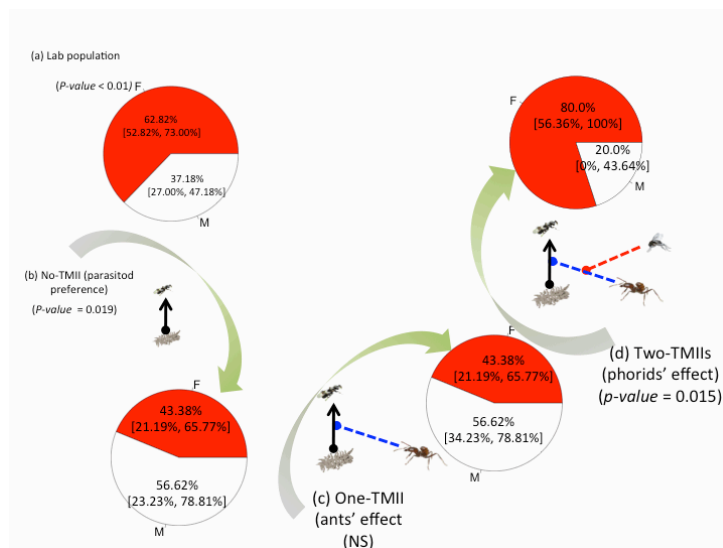 (a) Lab population
(P-value < 0.01)
F
62.82%
[52.82%, 73.00%]
37.18%
[27.00%, 47.18%]
M
(b) No-TMII (parasitod
preference)
(P-value = 0.019)
F
43.38%
[21.19%, 65.77%]
56.62%
[23.23%, 78.81%]
M
(c) One-TMII
(ants' effect
(NS)
F
43.38%
[21.19%, 65.77%]
56.62%
[34.23%, 78.81%]
M
(d) Two-TMIIs
(phorids' effect)
(p-value = 0.015)
F
80.0%
[56.36%, 100%]
20.0%
[0%, 43.64%]
M